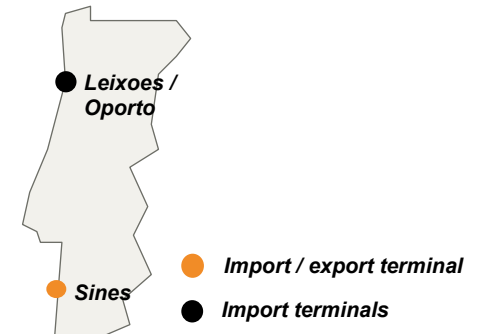 Leixoes /
Oporto
Sines
Import / export terminal
Import terminals